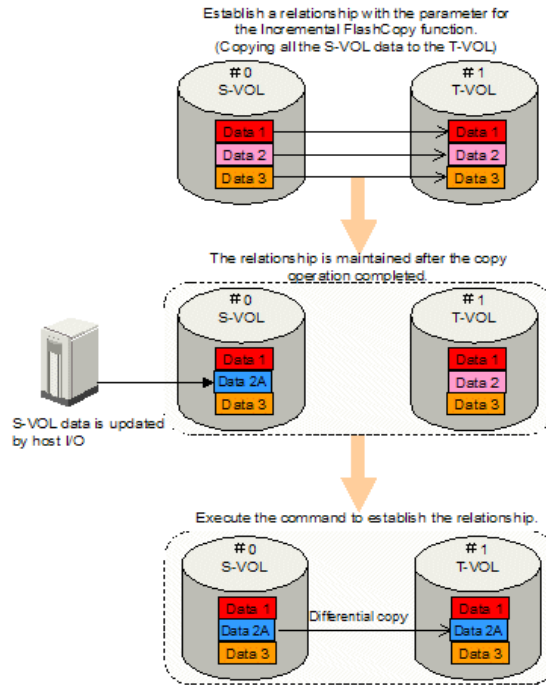 Establish a relationship with the parameter for
the Incremental FlashCopy function.
(Copying all the S-VOL data to the T-VOL)
#0
S-VOL
#1
T-VOL
Data 1
Data 1
Data 2
Data 2
Data 3
Data 3
The relationship is maintained after the copy
operation completed.
#0
S-VOL
#1
T-VOL
Data 1
Data 1
Data 2A
Data 2
Data 3
Data 3
S-VOL data is updated
by host I/O
Execute the command to establish the relationship.
#0
S-VOL
#1
T-VOL
Data 1
Data 1
Data 2A
Differential copy
Data 2A
Data 3
Data 3